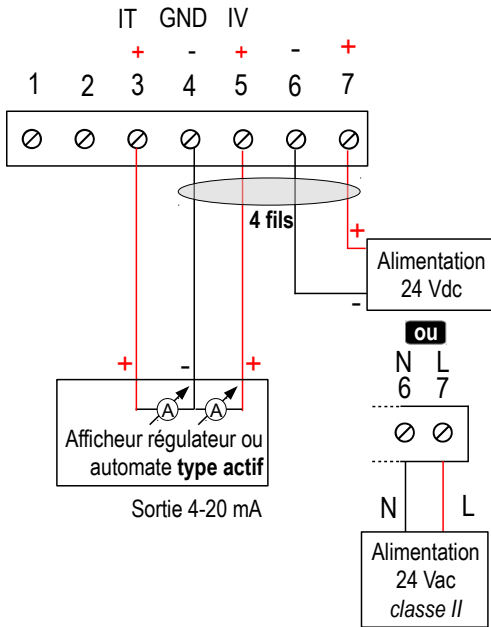 IT GND IV
+ - + - +
1 2 3 4 5 6 7
4 fils
+
Alimentation
24 Vdc
-
ou
+ - +
A A
Afficheur régulateur ou
automate type actif
Sortie 4-20 mA
N L
6 7
N L
Alimentation
24 Vac
classe II